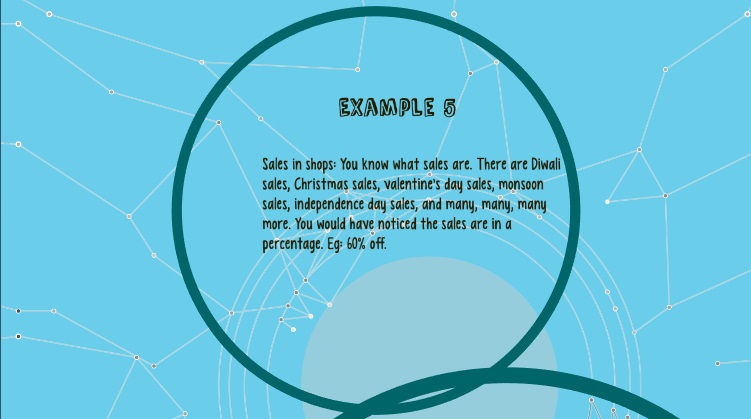 EXAMPLE 5
Sales in shops: You know what sales are. There are Diwali
sales, Christmas sales, valentine's day sales, monsoon
sales, independence day sales, and many, many, many
more. You would have noticed the sales are in a
percentage. Eg: 60% off.